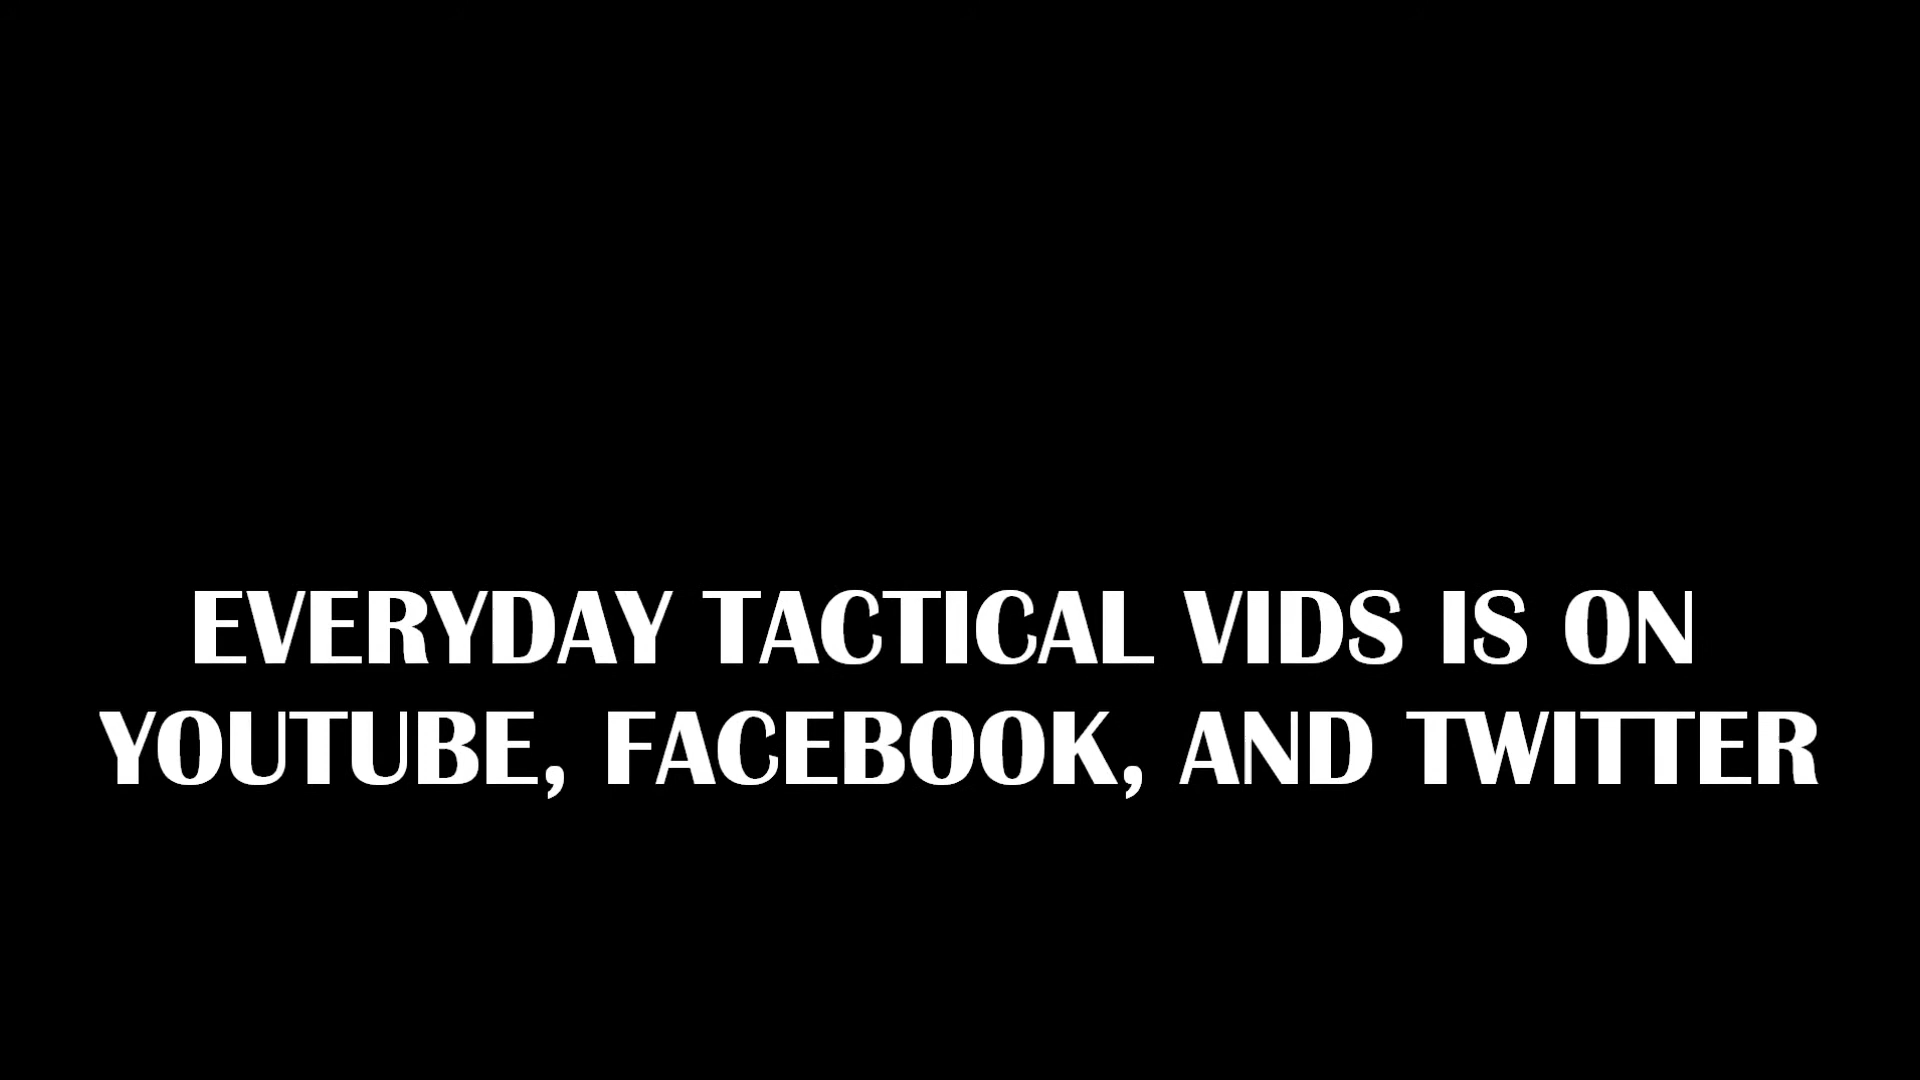 EVERYDAY TACTICAL VIDS IS ON
YOUTUBE, FACEBOOK, AND TWITTER